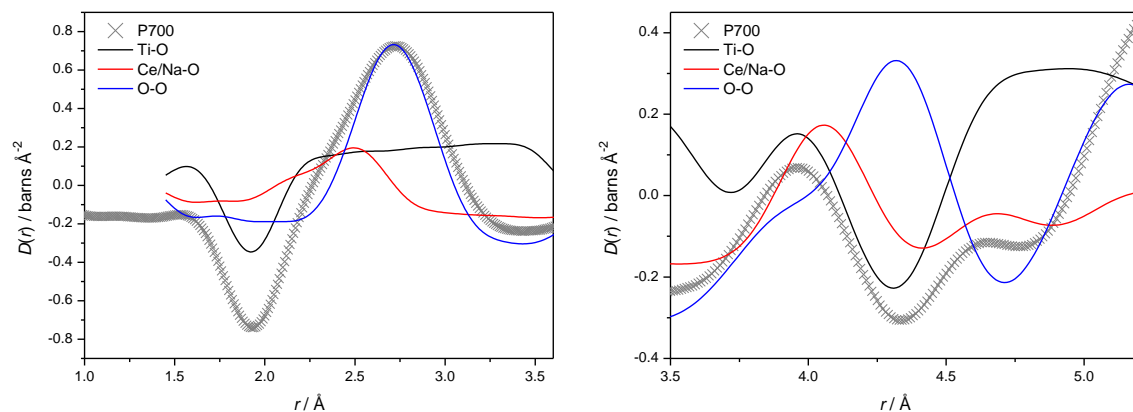 0.8
0.6
0.4
0.2
0.0
-0.2
-0.4
-0.6
-0.8
D(r) / barns Å-2
1.0 1.5 2.0 2.5 3.0 3.5
r / Å
P700
Ti-O
Ce/Na-O
O-O
0.4
0.2
0.0
-0.2
-0.4
D(r) / barns Å-2
3.5 4.0 4.5 5.0
r / Å
P700
Ti-O
Ce/Na-O
O-O